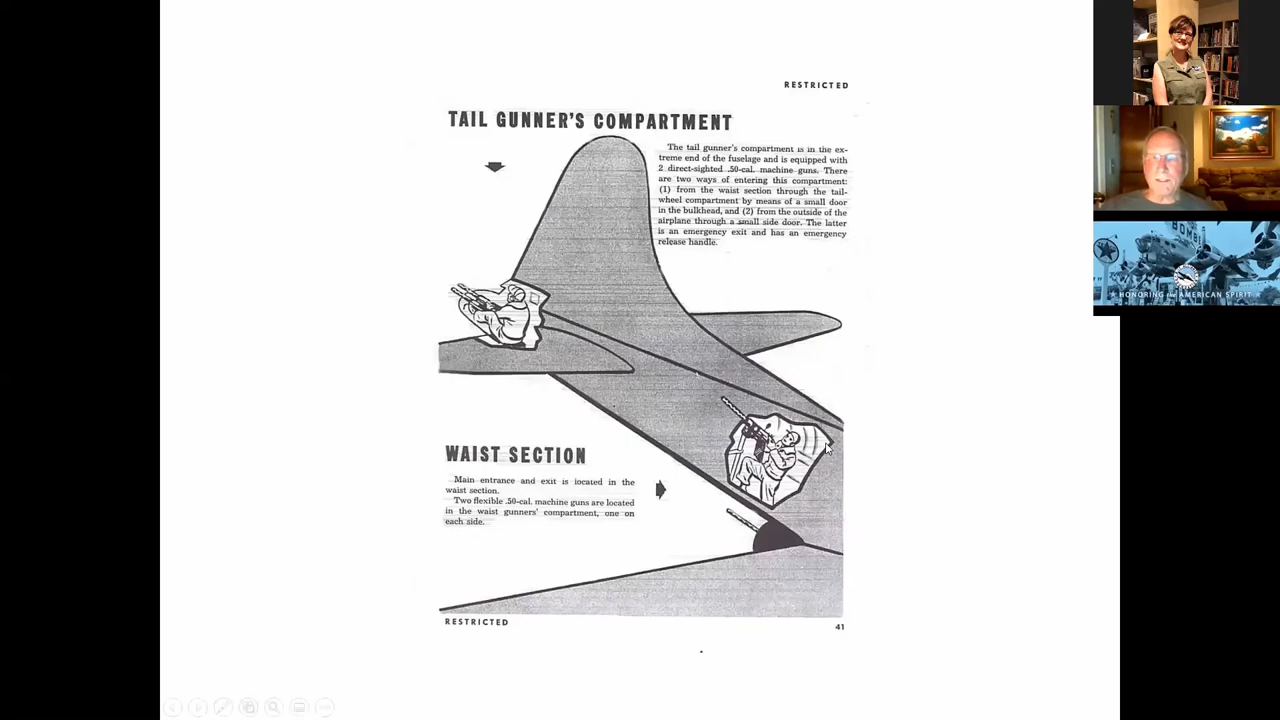 RESTRICTED
TAIL GUNNER'S COMPARTMENT
The tail gunner's compartment is in the ex-
treme end of the fuselage and is equipped with
2 direct-sighted .50-cal. machine guns. There
are two ways of entering this compartment:
(1) from the waist section through the tail-
wheel compartment by means of a small door
in the bulkhead, and (2) from the outside of the
airplane through a small side door. The latter
is an emergency exit and has an emergency
release handle.
WAIST SECTION
Main entrance and exit is located in the
waist section.
Two flexible .50-cal. machine guns are located
in the waist gunners' compartment, one on
each side.
RESTRICTED
41
BOMBE
★ HONORING the AMERICAN SPIRIT ★